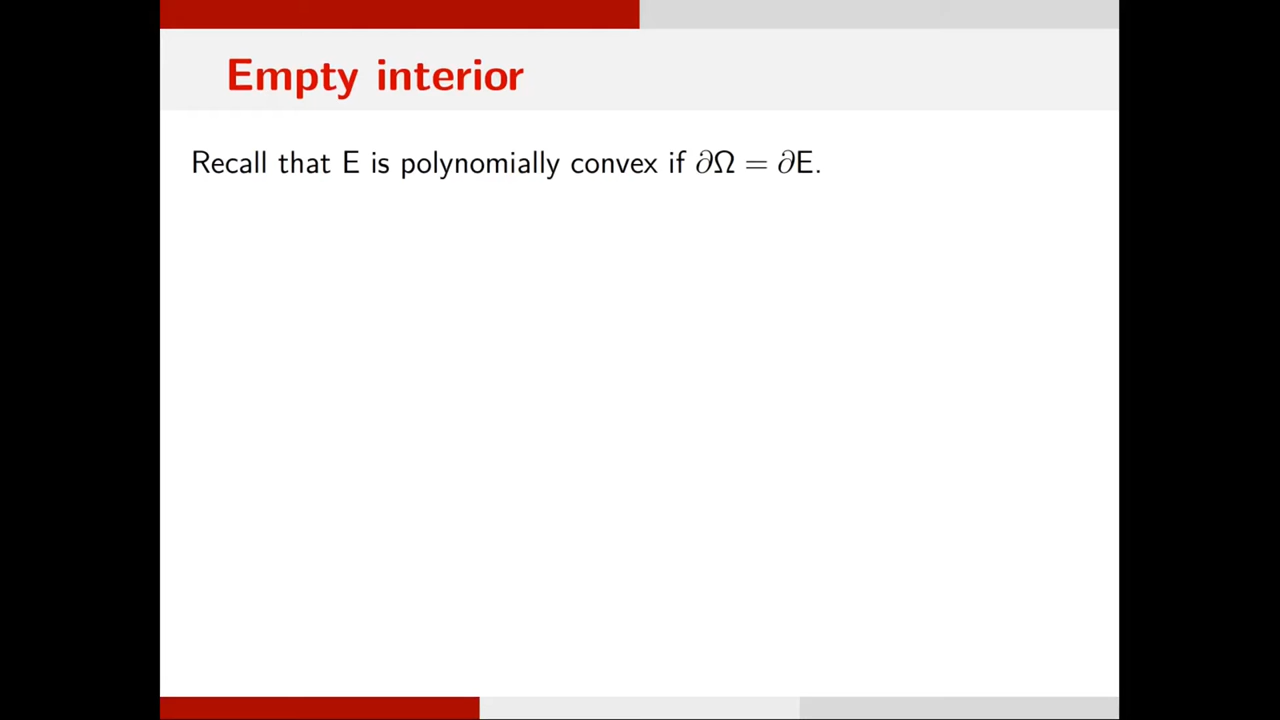 Empty interior
Recall that E is polynomially convex if ∂Ω = ∂E.